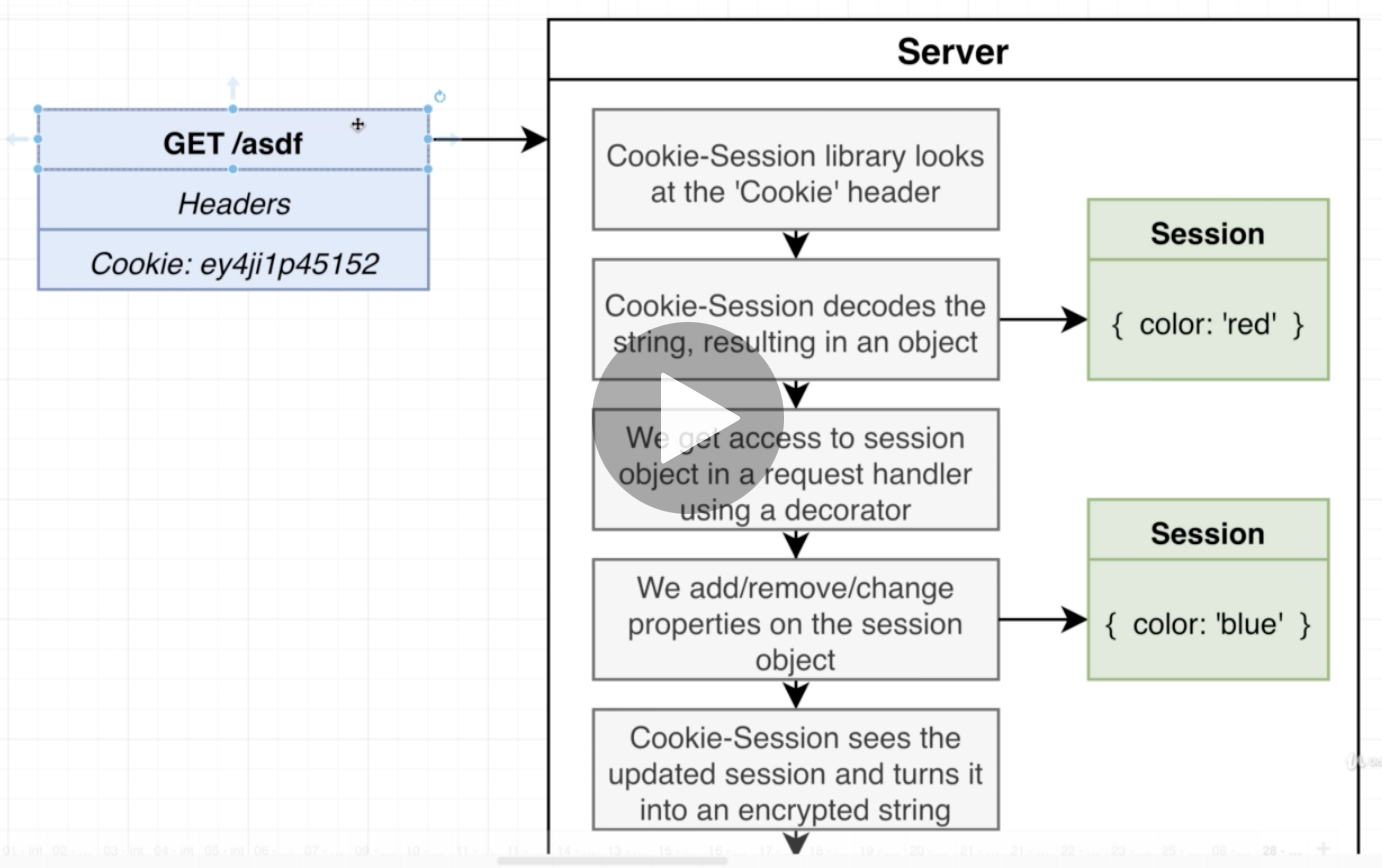 Server
GET /asdf
Headers
Cookie: ey4ji1p45152
Cookie-Session library looks
at the 'Cookie' header
Cookie-Session decodes the
string, resulting in an object
Session
{ color: 'red' }
We get access to session
object in a request handler
using a decorator
We add/remove/change
properties on the session
object
Session
{ color: 'blue' }
Cookie-Session sees the
updated session and turns it
into an encrypted string